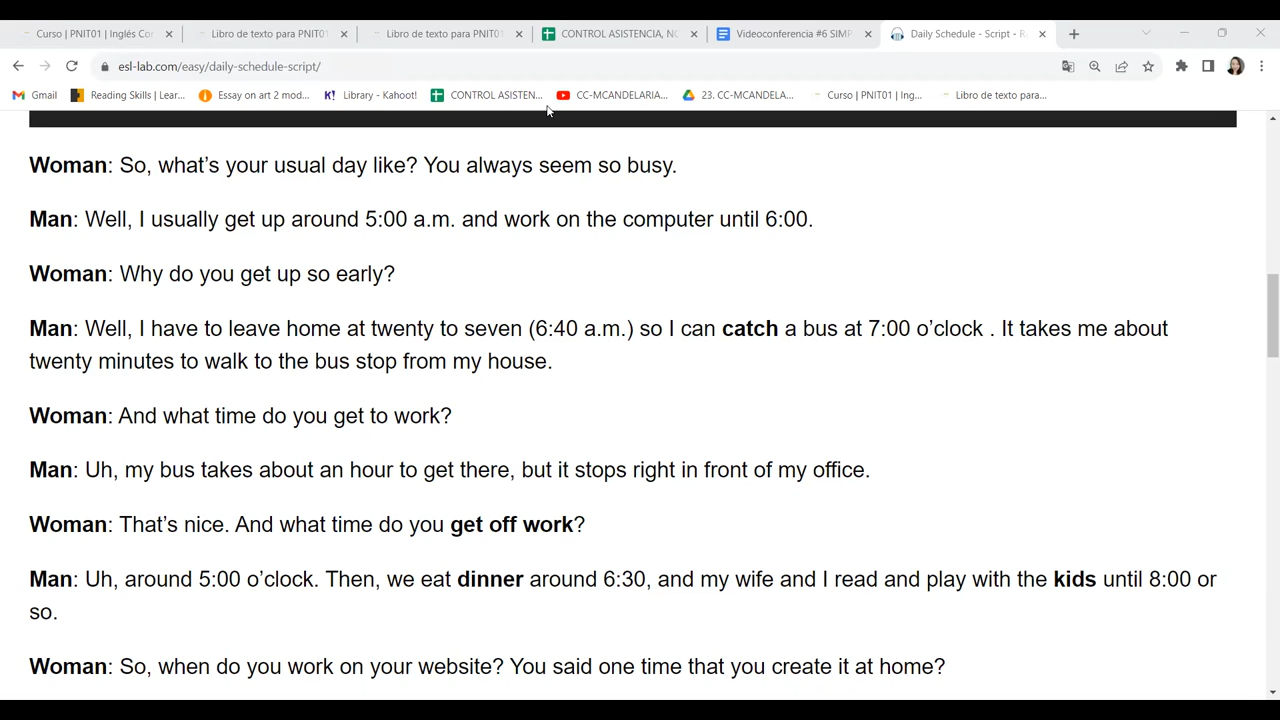 Curso | PNIT01 | Inglés Co
Libro de texto para PNIT01
Libro de texto para PNIT01
CONTROL ASISTENCIA, NO
Videoconferencia #6 SIMP
Daily Schedule - Script - R
esl-lab.com/easy/daily-schedule-script/
Gmail
Reading Skills | Lear...
Essay on art 2 mod...
Library - Kahoot!
CONTROL ASISTEN...
CC-MCANDELARIA...
23. CC-MCANDELA...
Curso | PNIT01 | Ing...
Libro de texto para...
Woman: So, what’s your usual day like? You always seem so busy.
Man: Well, I usually get up around 5:00 a.m. and work on the computer until 6:00.
Woman: Why do you get up so early?
Man: Well, I have to leave home at twenty to seven (6:40 a.m.) so I can catch a bus at 7:00 o’clock . It takes me about
twenty minutes to walk to the bus stop from my house.
Woman: And what time do you get to work?
Man: Uh, my bus takes about an hour to get there, but it stops right in front of my office.
Woman: That’s nice. And what time do you get off work?
Man: Uh, around 5:00 o’clock. Then, we eat dinner around 6:30, and my wife and I read and play with the kids until 8:00 or
so.
Woman: So, when do you work on your website? You said one time that you create it at home?